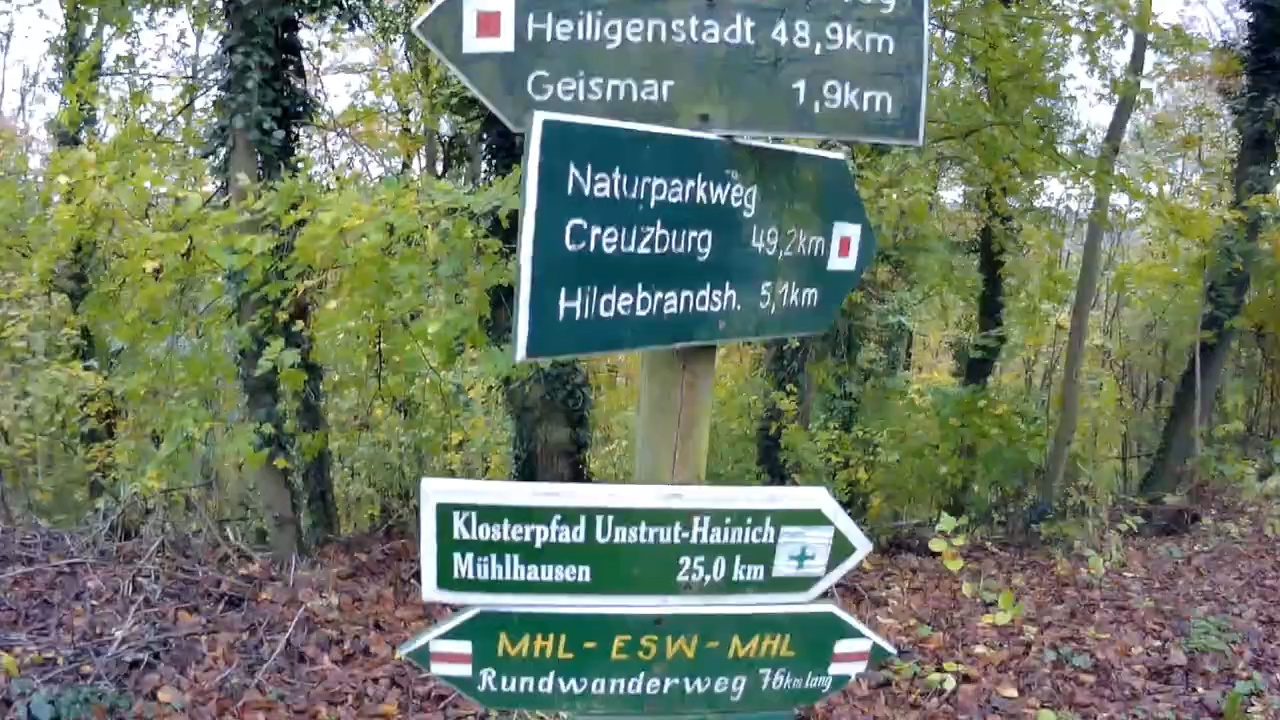 Heiligenstadt 48,9km
Geismar 1,9km
Naturparkweg
Creuzburg 49,2km
Hildebrandsh. 5,1km
Klosterpfad Unstrut-Hainich
Mühlhausen 25,0 km
MHL - ESW - MHL
Rundwanderweg 76km lang